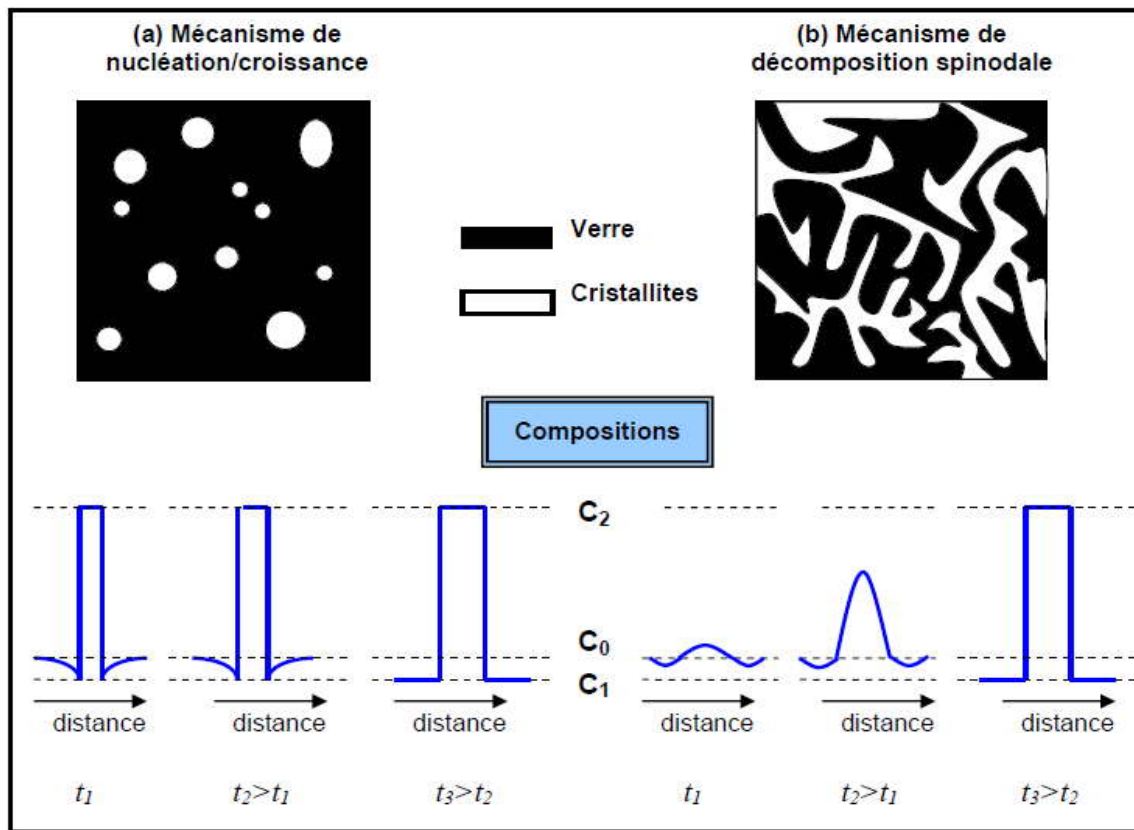 (a) Mécanisme de
nucléation/croissance
(b) Mécanisme de
décomposition spinodale
Verre
Cristallites
Compositions
C₂
C₀
C₁
distance distance distance distance distance distance
t₁ t₂>t₁ t₃>t₂ t₁ t₂>t₁ t₃>t₂